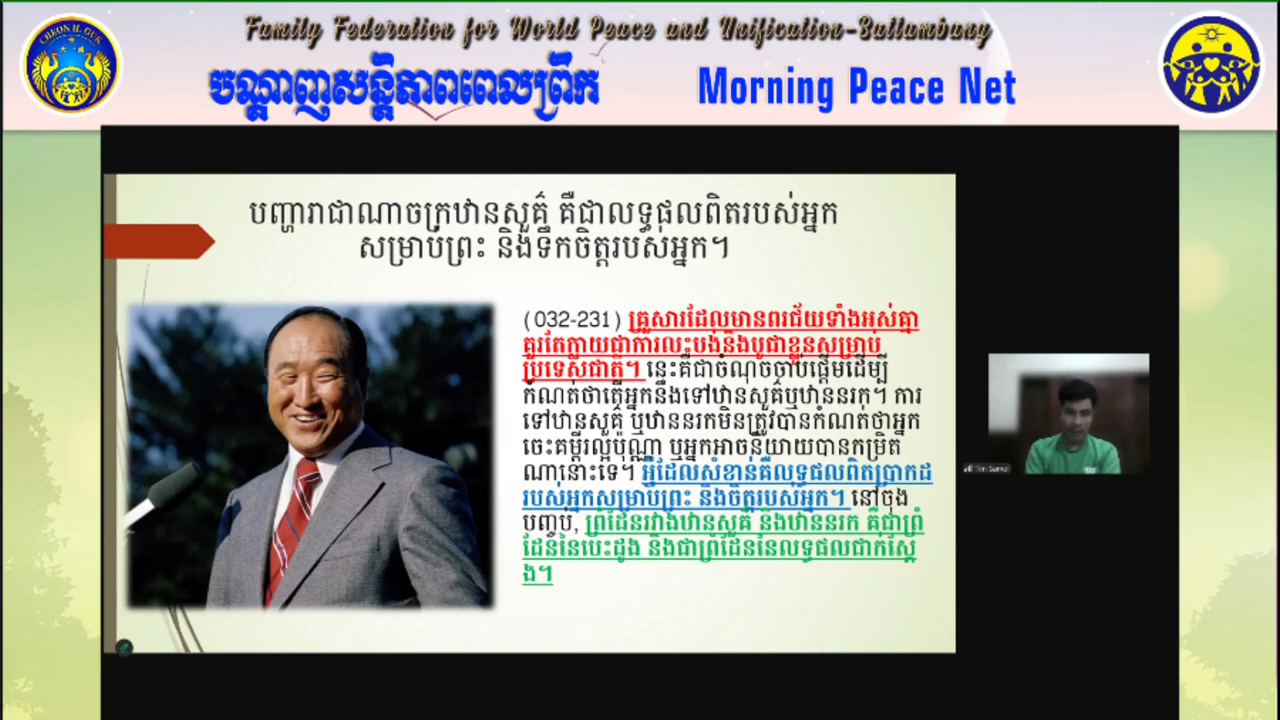 Family Federation for World Peace and Unification-Battambang
បណ្តាញសន្តិភាពពេលព្រឹក
Morning Peace Net
CHEON IL GUK
បញ្ហារាជាណាចក្រឋានសួគ៌ គឺជាលទ្ធផលពិតរបស់អ្នក
សម្រាប់ព្រះ និងទឹកចិត្តរបស់អ្នក។
(032-231) គ្រួសារដែលមានពរជ័យទាំងអស់គ្នា
គួរតែក្លាយជាការលះបង់និងបូជាខ្លួនសម្រាប់
ប្រទេសជាតិ។ នេះគឺជាចំណុចចាប់ផ្តើមដើម្បី
កំណត់ថាតើអ្នកនឹងទៅឋានសួគ៌ឬឋាននរក។ ការ
ទៅឋានសួគ៌ ឬឋាននរកមិនត្រូវបានកំណត់ថាអ្នក
ចេះគម្ពីរល្អប៉ុណ្ណា ឬអ្នកអាចនិយាយបានកម្រិត
ណានោះទេ។ អ្វីដែលសំខាន់គឺលទ្ធផលពិតប្រាកដ
របស់អ្នកសម្រាប់ព្រះ និងចិត្តរបស់អ្នក។ នៅចុង
បញ្ចប់, ព្រំដែនរវាងឋានសួគ៌ និងឋាននរក គឺជាព្រំ
ដែននៃបេះដូង និងជាព្រំដែននៃលទ្ធផលជាក់ស្តែ
ង។